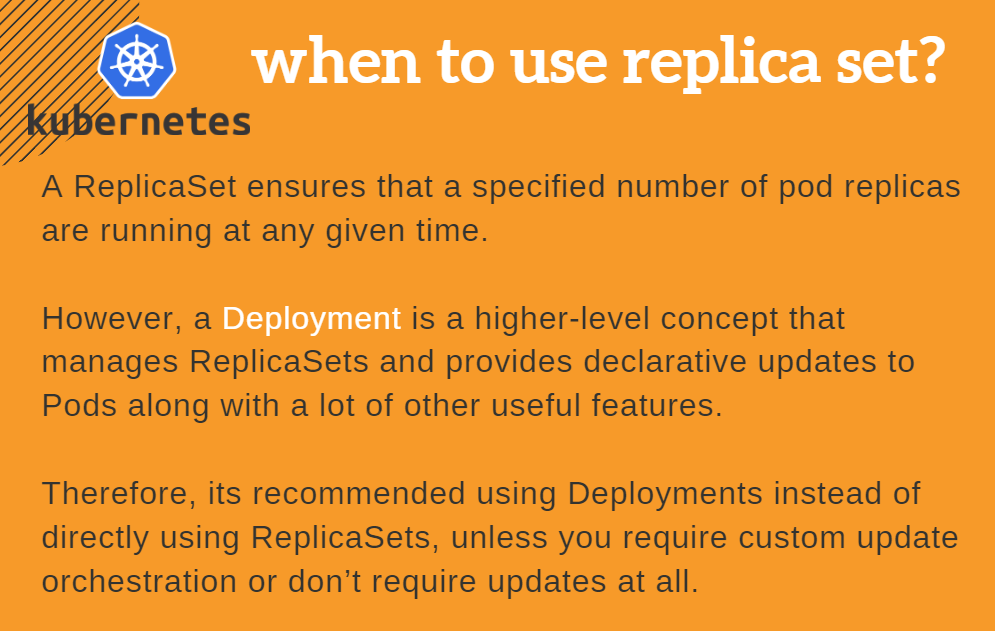 when to use replica set?
kubernetes
A ReplicaSet ensures that a specified number of pod replicas
are running at any given time.
However, a Deployment is a higher-level concept that
manages ReplicaSets and provides declarative updates to
Pods along with a lot of other useful features.
Therefore, its recommended using Deployments instead of
directly using ReplicaSets, unless you require custom update
orchestration or don’t require updates at all.